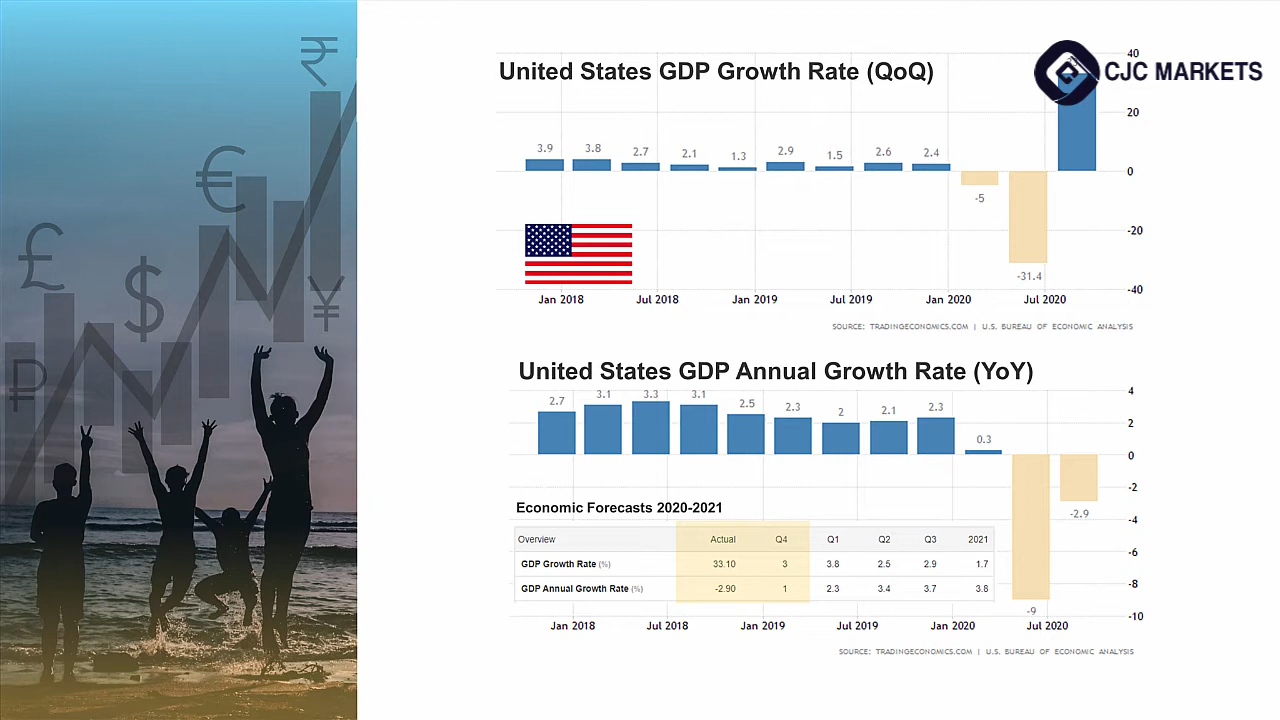 CJC MARKETS
United States GDP Growth Rate (QoQ)
40
20
0
-20
-40
3.9
3.8
2.7
2.1
1.3
2.9
1.5
2.6
2.4
-5
-31.4
Jan 2018
Jul 2018
Jan 2019
Jul 2019
Jan 2020
Jul 2020
SOURCE: TRADINGECONOMICS.COM | U.S. BUREAU OF ECONOMIC ANALYSIS
United States GDP Annual Growth Rate (YoY)
4
2
0
-2
-4
-6
-8
-10
2.7
3.1
3.3
3.1
2.5
2.3
2
2.1
2.3
0.3
-9
-2.9
Economic Forecasts 2020-2021
Overview Actual Q4 Q1 Q2 Q3 2021
GDP Growth Rate (%) 33.10 3 3.8 2.5 2.9 1.7
GDP Annual Growth Rate (%) -2.90 1 2.3 3.4 3.7 3.8
Jan 2018
Jul 2018
Jan 2019
Jul 2019
Jan 2020
Jul 2020
SOURCE: TRADINGECONOMICS.COM | U.S. BUREAU OF ECONOMIC ANALYSIS
₹
€
£
$
¥
₽